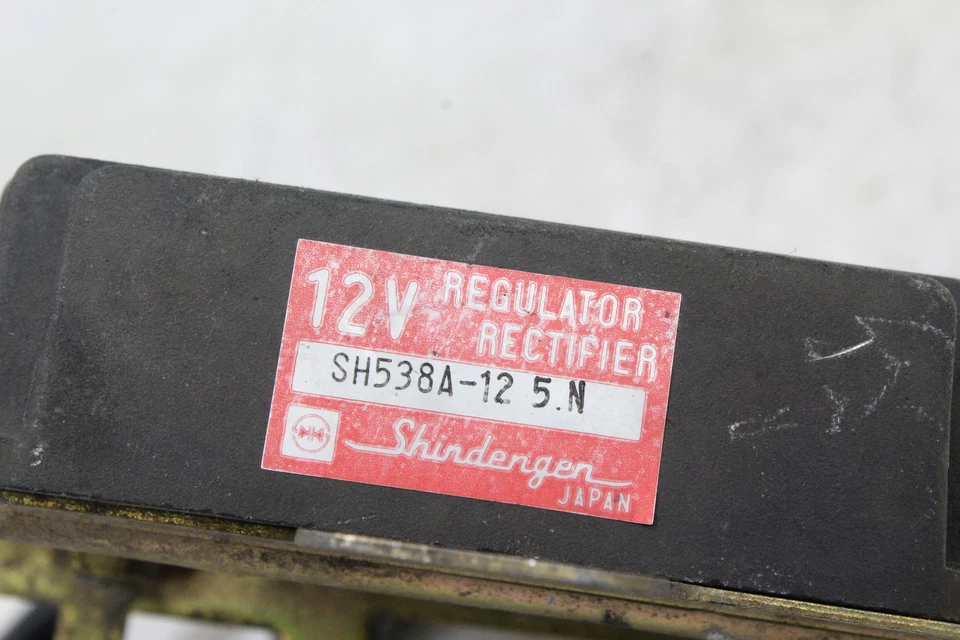 12V REGULATOR
RECTIFIER
SH538A-12 5.N
Shindengen
JAPAN